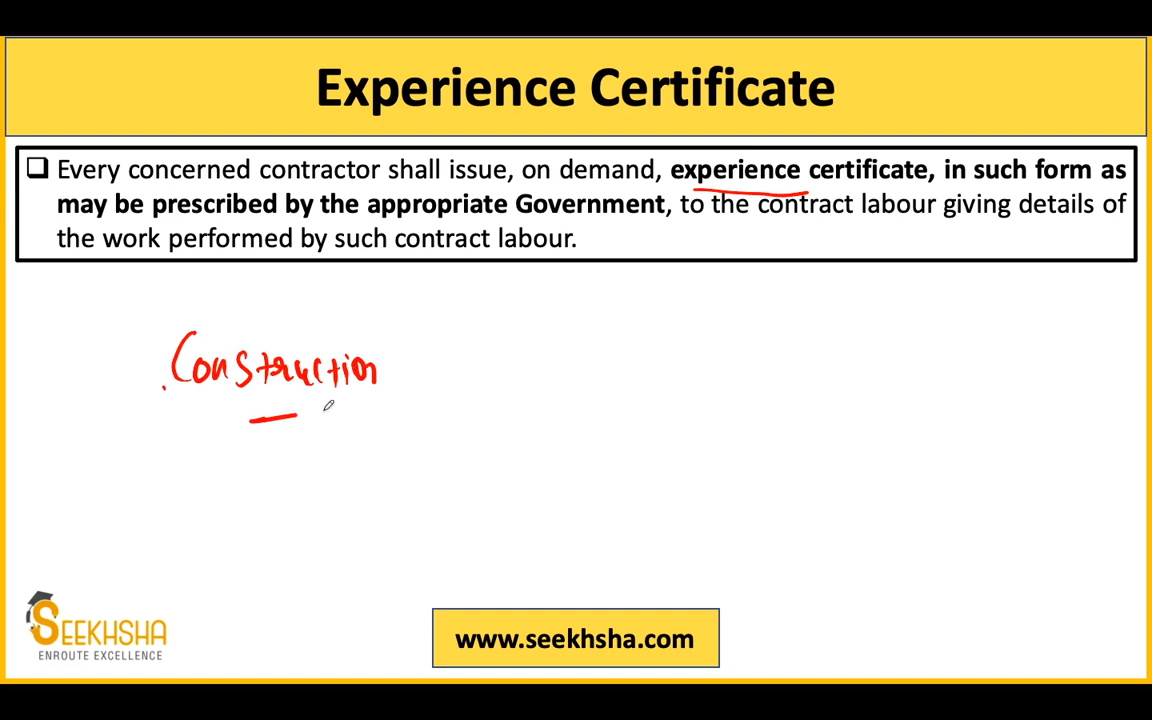 Experience Certificate
Every concerned contractor shall issue, on demand, experience certificate, in such form as
may be prescribed by the appropriate Government, to the contract labour giving details of
the work performed by such contract labour.
Construction
SEEKHSHA
ENROUTE EXCELLENCE
www.seekhsha.com